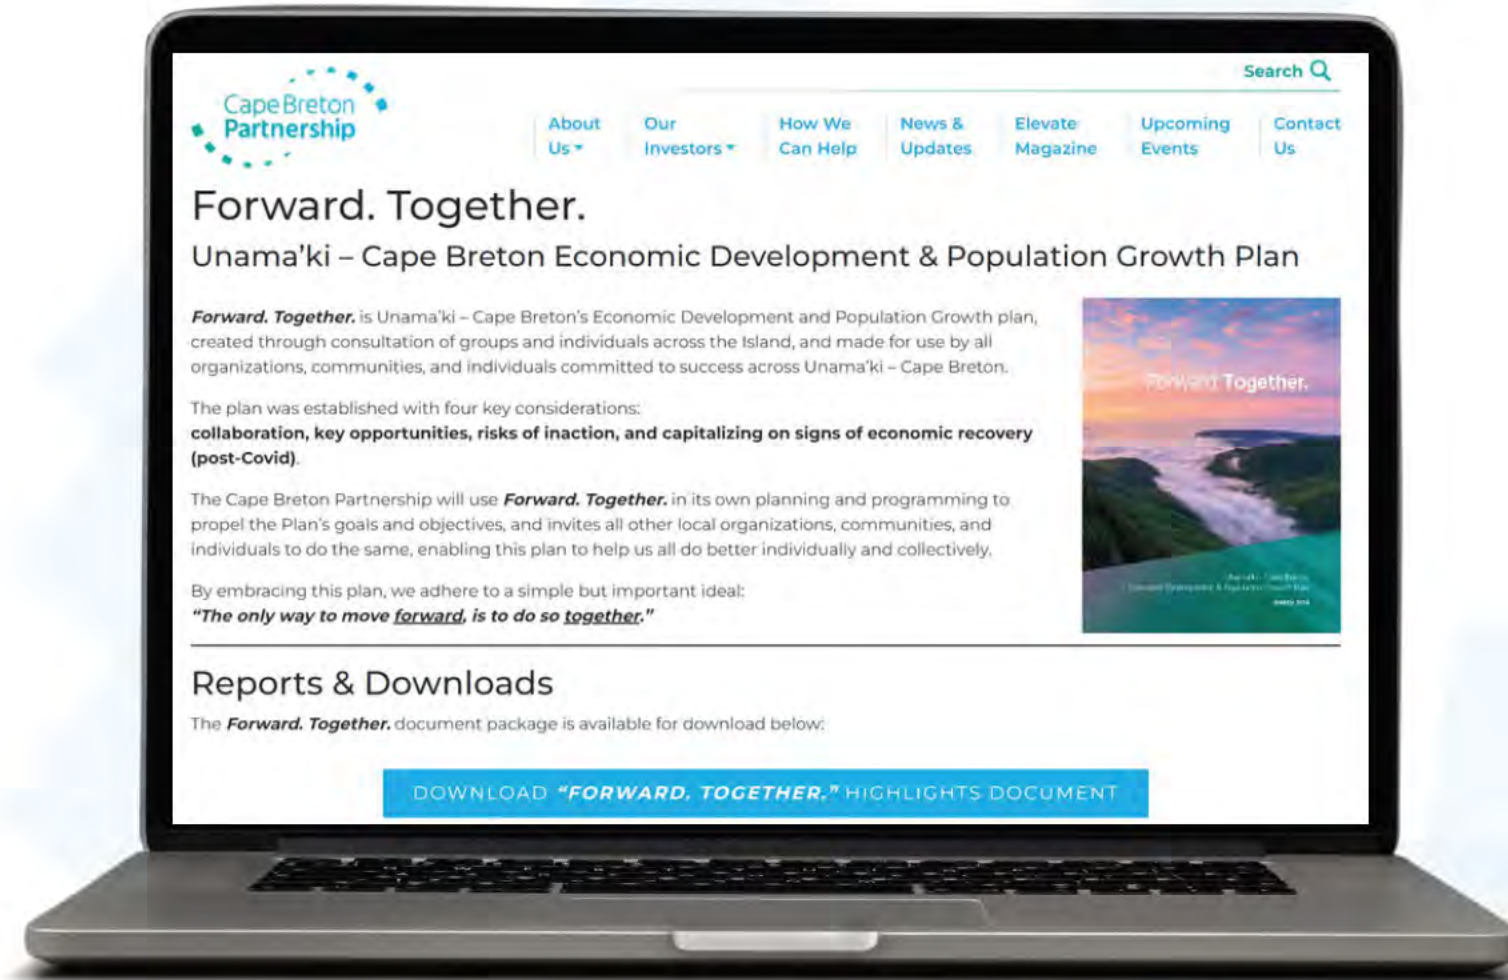 Search
Cape Breton
Partnership
About
Us
Our
Investors
How We
Can Help
News &
Updates
Elevate
Magazine
Upcoming
Events
Contact
Us
Forward. Together.
Unama'ki – Cape Breton Economic Development & Population Growth Plan
Forward. Together. is Unama'ki – Cape Breton's Economic Development and Population Growth plan,
created through consultation of groups and individuals across the Island, and made for use by all
organizations, communities, and individuals committed to success across Unama'ki – Cape Breton.
The plan was established with four key considerations:
collaboration, key opportunities, risks of inaction, and capitalizing on signs of economic recovery
(post-Covid).
The Cape Breton Partnership will use Forward. Together. in its own planning and programming to
propel the Plan's goals and objectives, and invites all other local organizations, communities, and
individuals to do the same, enabling this plan to help us all do better individually and collectively.
By embracing this plan, we adhere to a simple but important ideal:
"The only way to move forward, is to do so together."
Forward. Together.
Reports & Downloads
The Forward. Together. document package is available for download below:
DOWNLOAD "FORWARD. TOGETHER." HIGHLIGHTS DOCUMENT